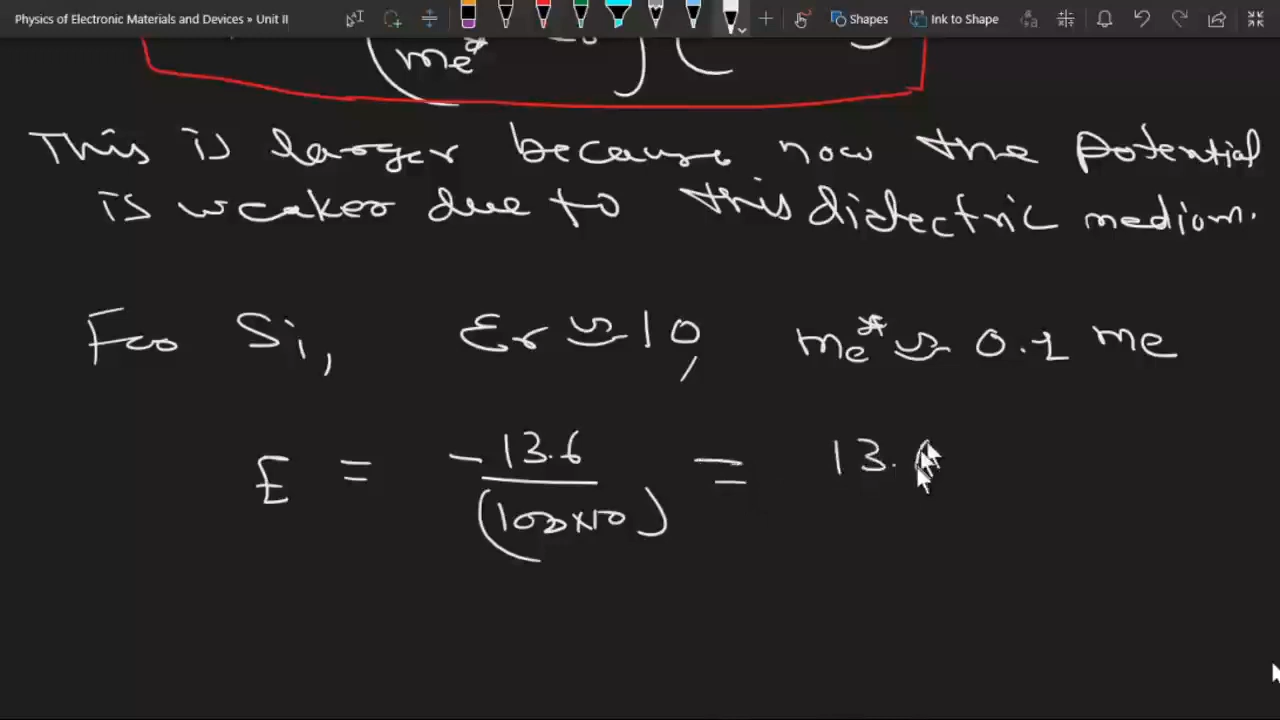 Physics of Electronic Materials and Devices » Unit II
Shapes
Ink to Shape
me*
This is larger because now the potential
is weaker due to this dielectric medium.
For Si, Er ≈ 10, me* ≈ 0.1 me
E = -13.6 / (100×10) = 13.